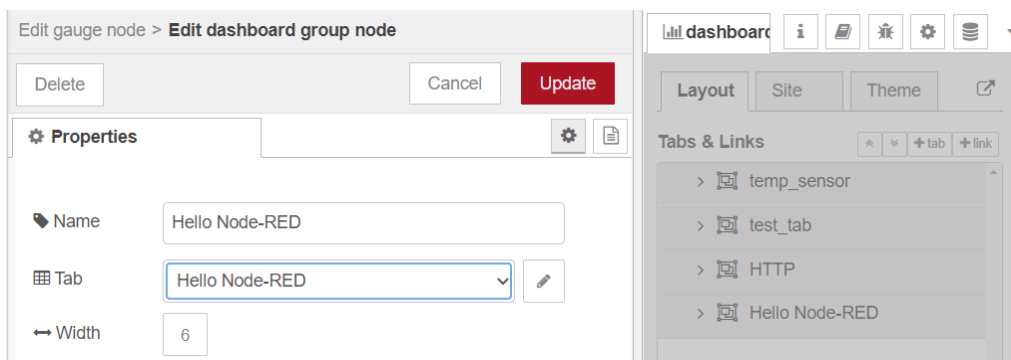 Edit gauge node > Edit dashboard group node
Delete
Cancel
Update
Properties
Name
Hello Node-RED
Tab
Hello Node-RED
Width
6
dashboard
i
Layout
Site
Theme
Tabs & Links
+ tab
+ link
temp_sensor
test_tab
HTTP
Hello Node-RED